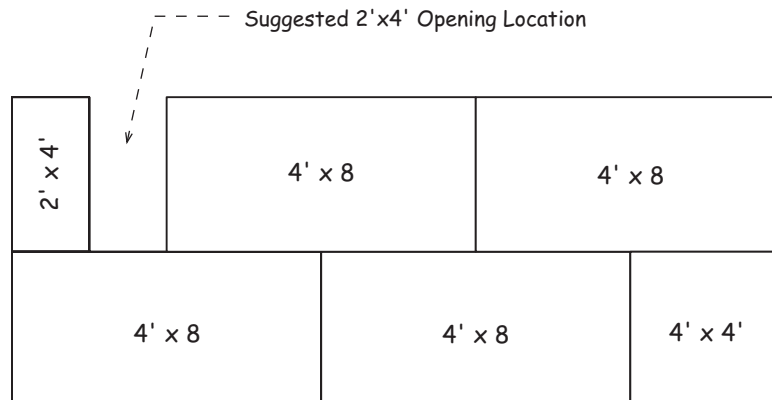 Suggested 2'x4' Opening Location
2' x 4'
4' x 8
4' x 8
4' x 8
4' x 8
4' x 4'